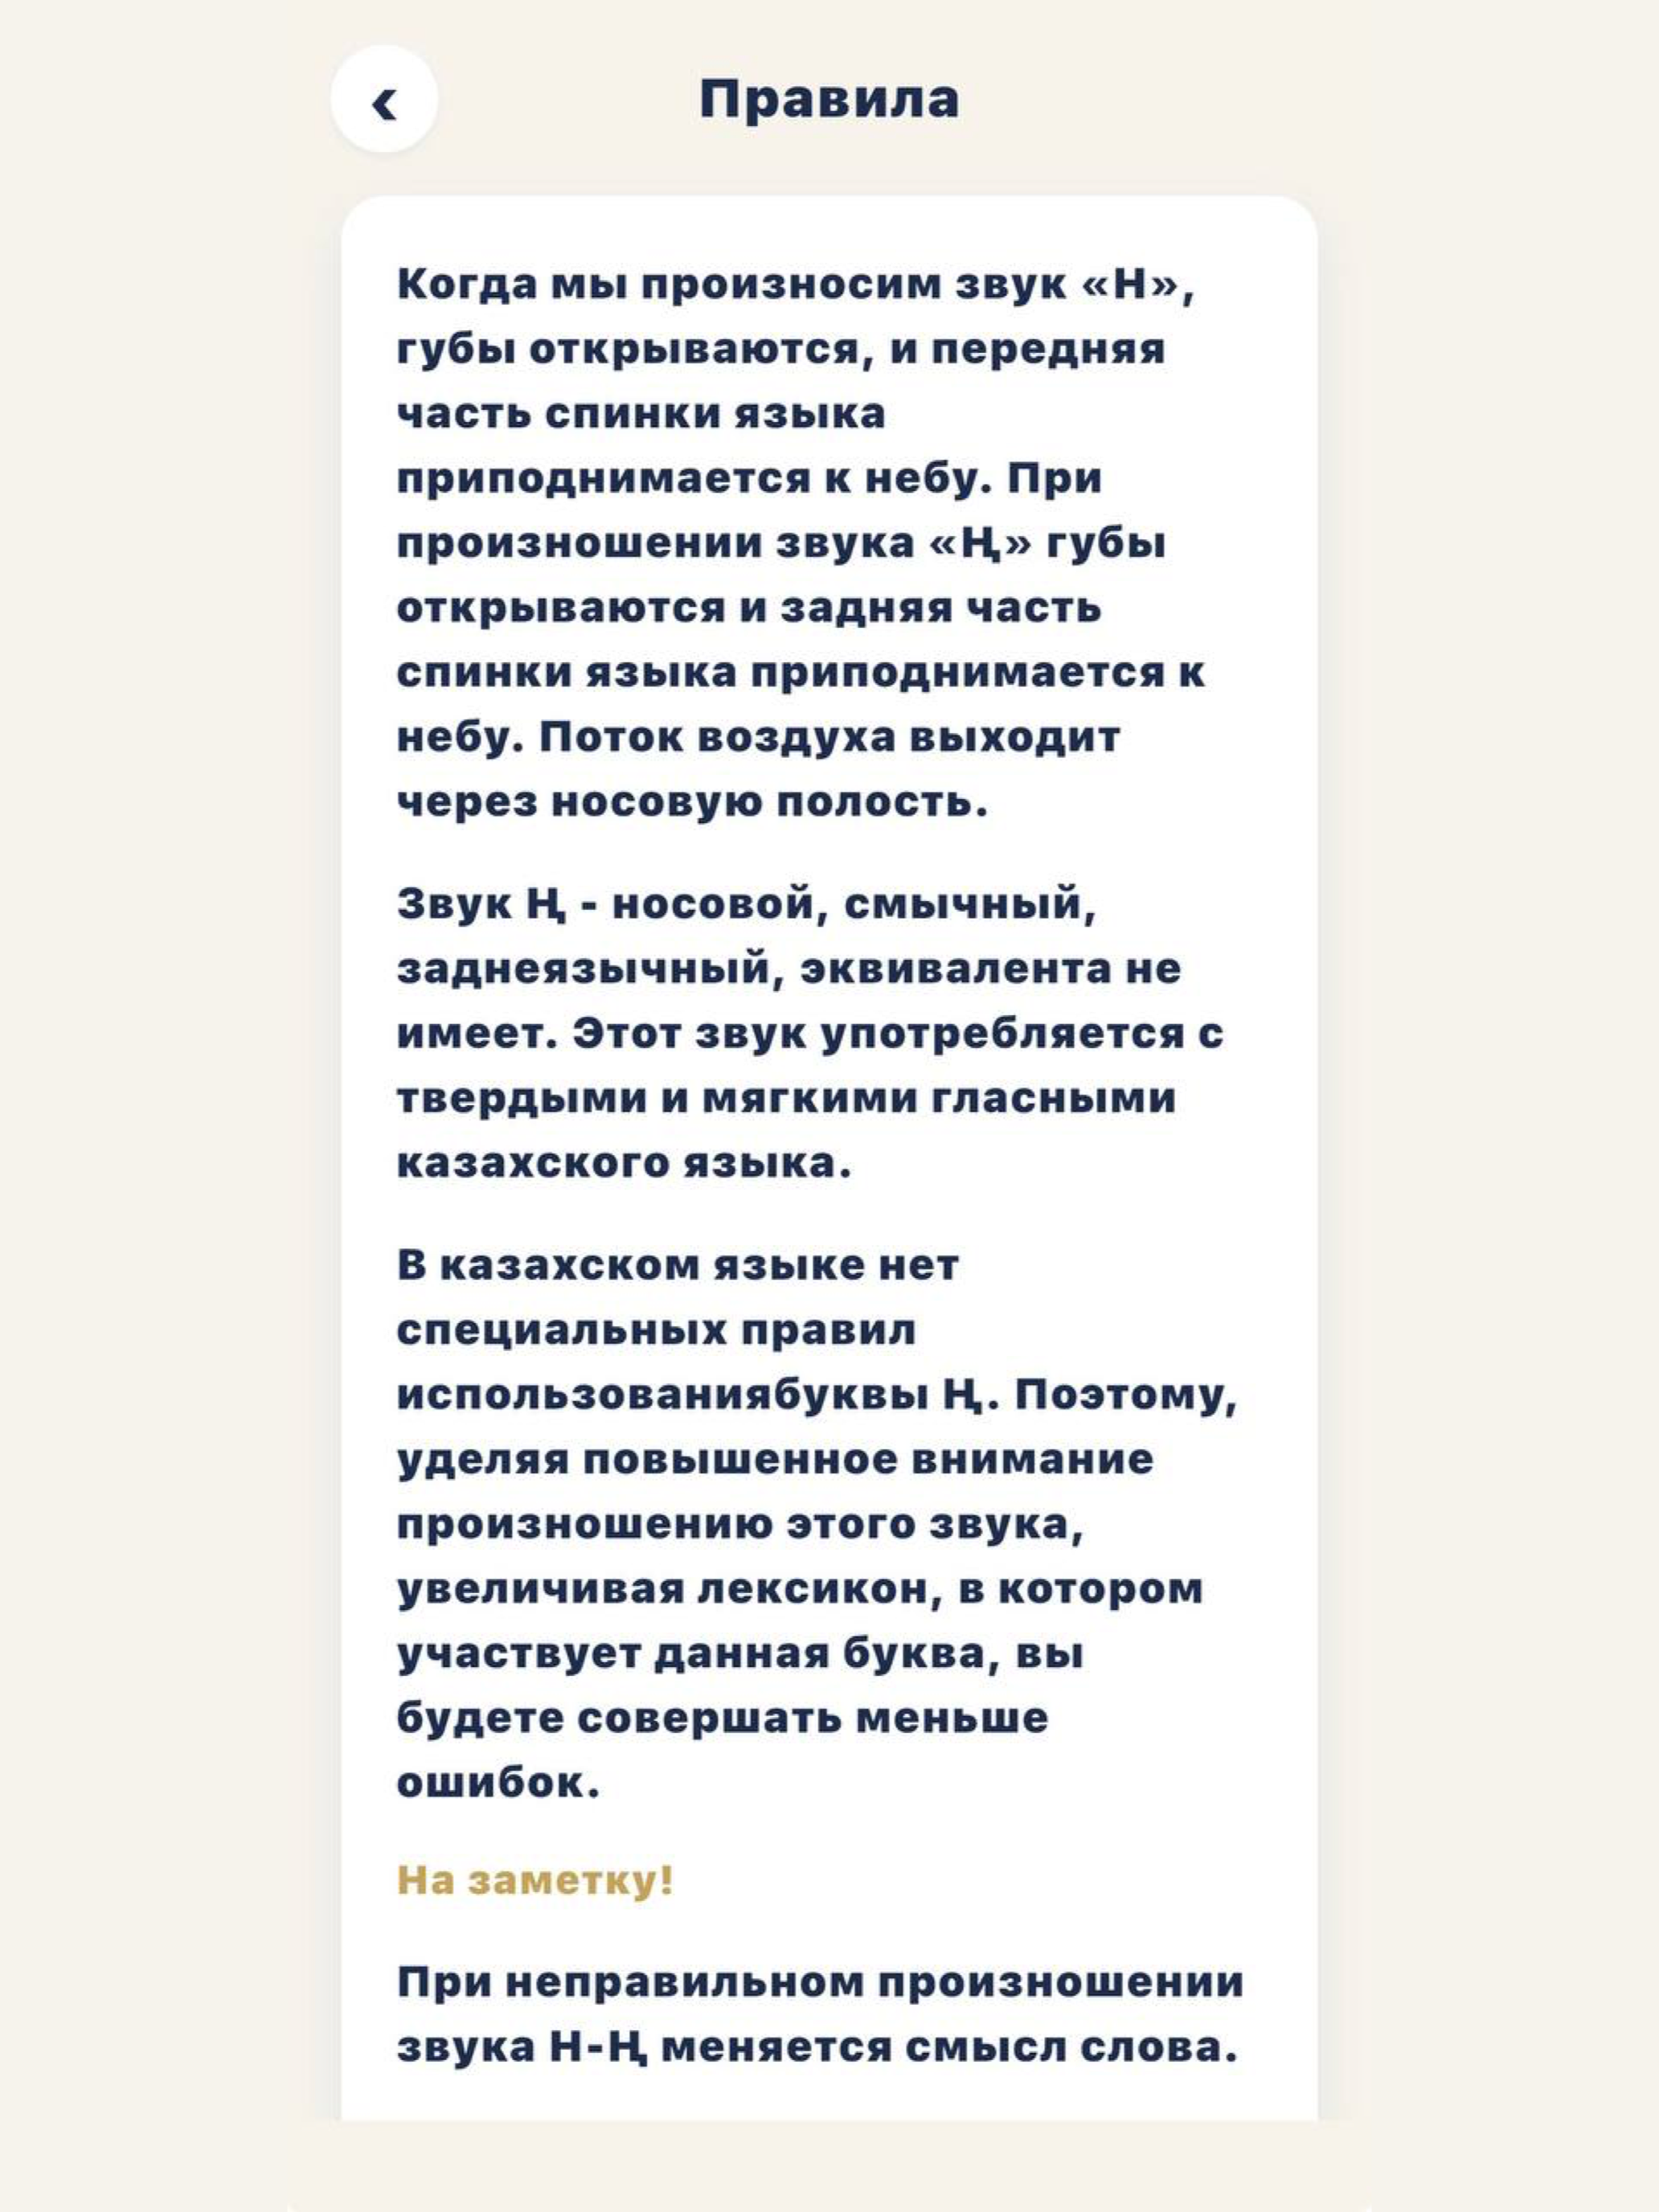 Правила
Когда мы произносим звук «Н»,
губы открываются, и передняя
часть спинки языка
приподнимается к небу. При
произношении звука «Ң» губы
открываются и задняя часть
спинки языка приподнимается к
небу. Поток воздуха выходит
через носовую полость.
Звук Ң - носовой, смычный,
заднеязычный, эквивалента не
имеет. Этот звук употребляется с
твердыми и мягкими гласными
казахского языка.
В казахском языке нет
специальных правил
использованиябуквы Ң. Поэтому,
уделяя повышенное внимание
произношению этого звука,
увеличивая лексикон, в котором
участвует данная буква, вы
будете совершать меньше
ошибок.
На заметку!
При неправильном произношении
звука Н-Ң меняется смысл слова.